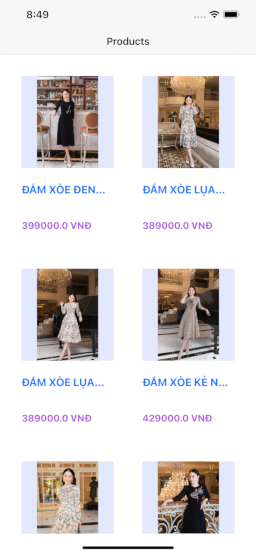 8:49
Products
ĐẦM XÒE ĐEN...
ĐẦM XÒE LỤA...
399000.0 VNĐ
389000.0 VNĐ
ĐẦM XÒE LỤA...
ĐẦM XÒE KẺ N...
389000.0 VNĐ
429000.0 VNĐ